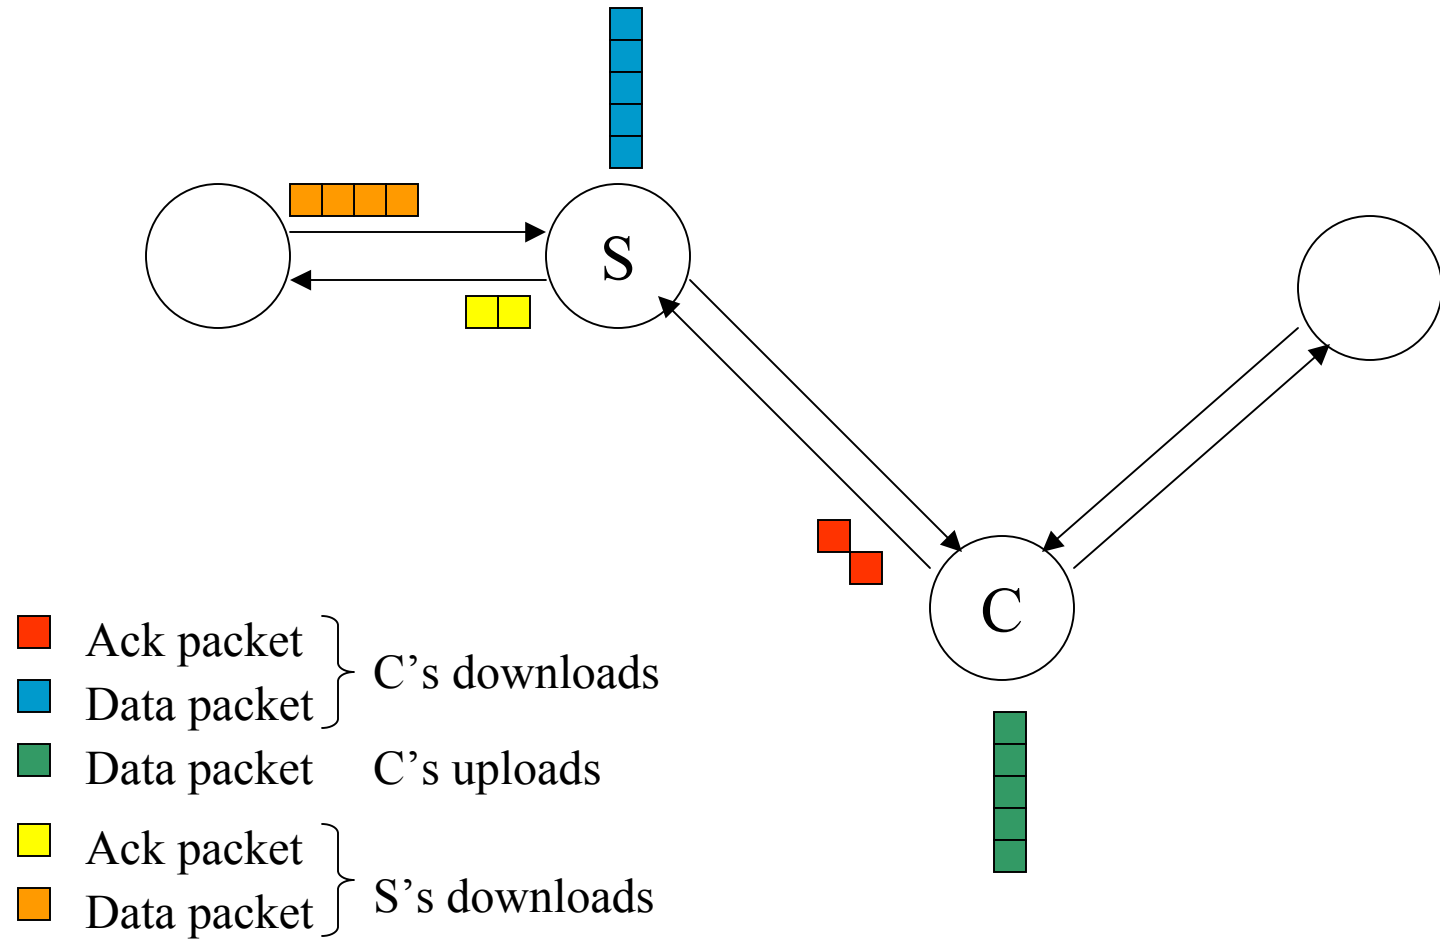 S
C
Ack packet
Data packet
C’s downloads
Data packet C’s uploads
Ack packet
Data packet
S’s downloads